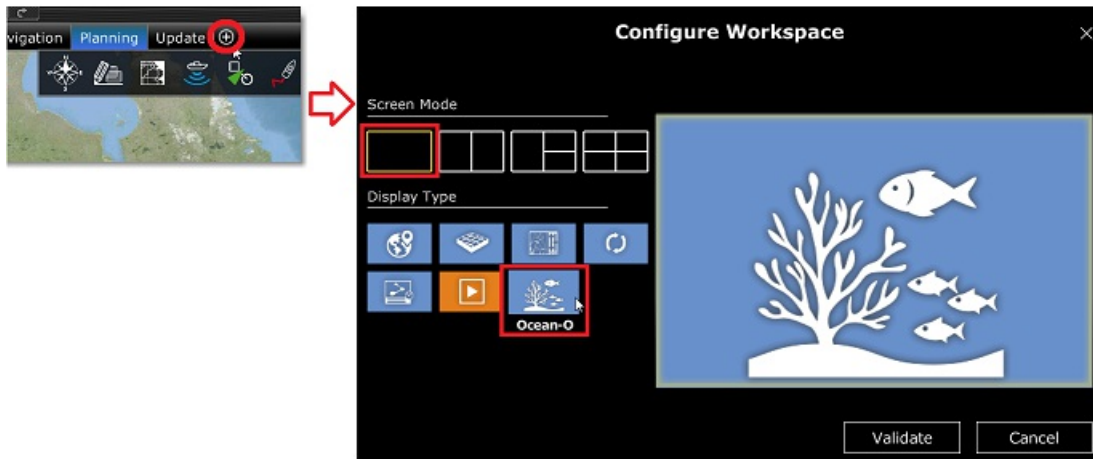 vigation Planning Update
Configure Workspace
Screen Mode
Display Type
Ocean-O
Validate Cancel